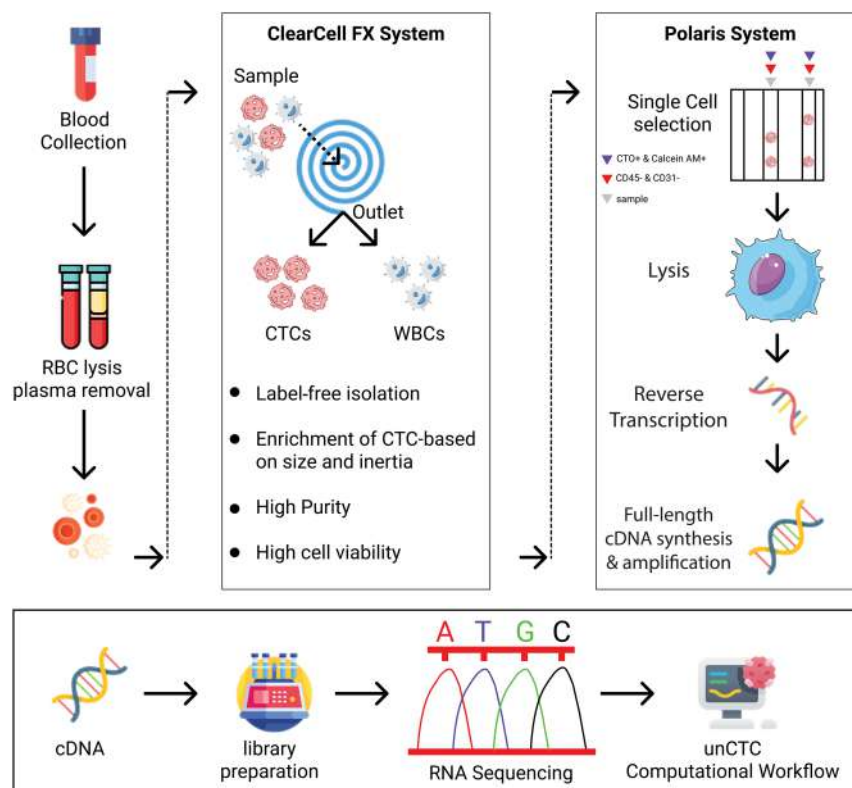 Blood
Collection
RBC lysis
plasma removal
ClearCell FX System
Sample
Outlet
CTCs
WBCs
Label-free isolation
Enrichment of CTC-based
on size and inertia
High Purity
High cell viability
Polaris System
Single Cell
selection
CTO+ & Calcein AM+
CD45- & CD31-
sample
Lysis
Reverse
Transcription
Full-length
cDNA synthesis
& amplification
cDNA
library
preparation
A T G C
RNA Sequencing
unCTC
Computational Workflow